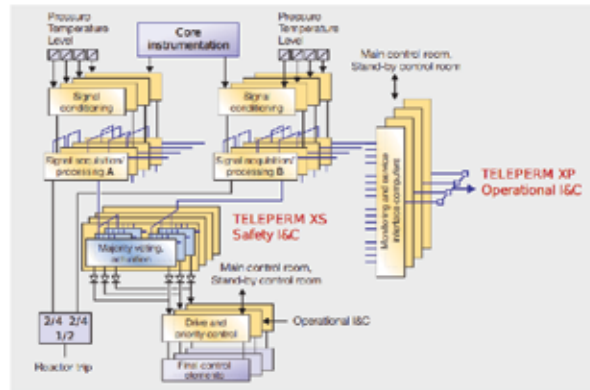 Pressure
Temperature
Level
Core
instrumentation
Pressure
Temperature
Level
Main control room,
Stand-by control room
Signal
conditioning
Signal
conditioning
Signal acquisition/
processing A
Signal acquisition/
processing B
Monitoring and service
interface computers
TELEPERM XP
Operational I&C
TELEPERM XS
Safety I&C
Majority voting,
actuation
Main control room,
Stand-by control room
2/4 2/4
1/2
Drive and
priority control
Operational I&C
Reactor trip
Final control
elements